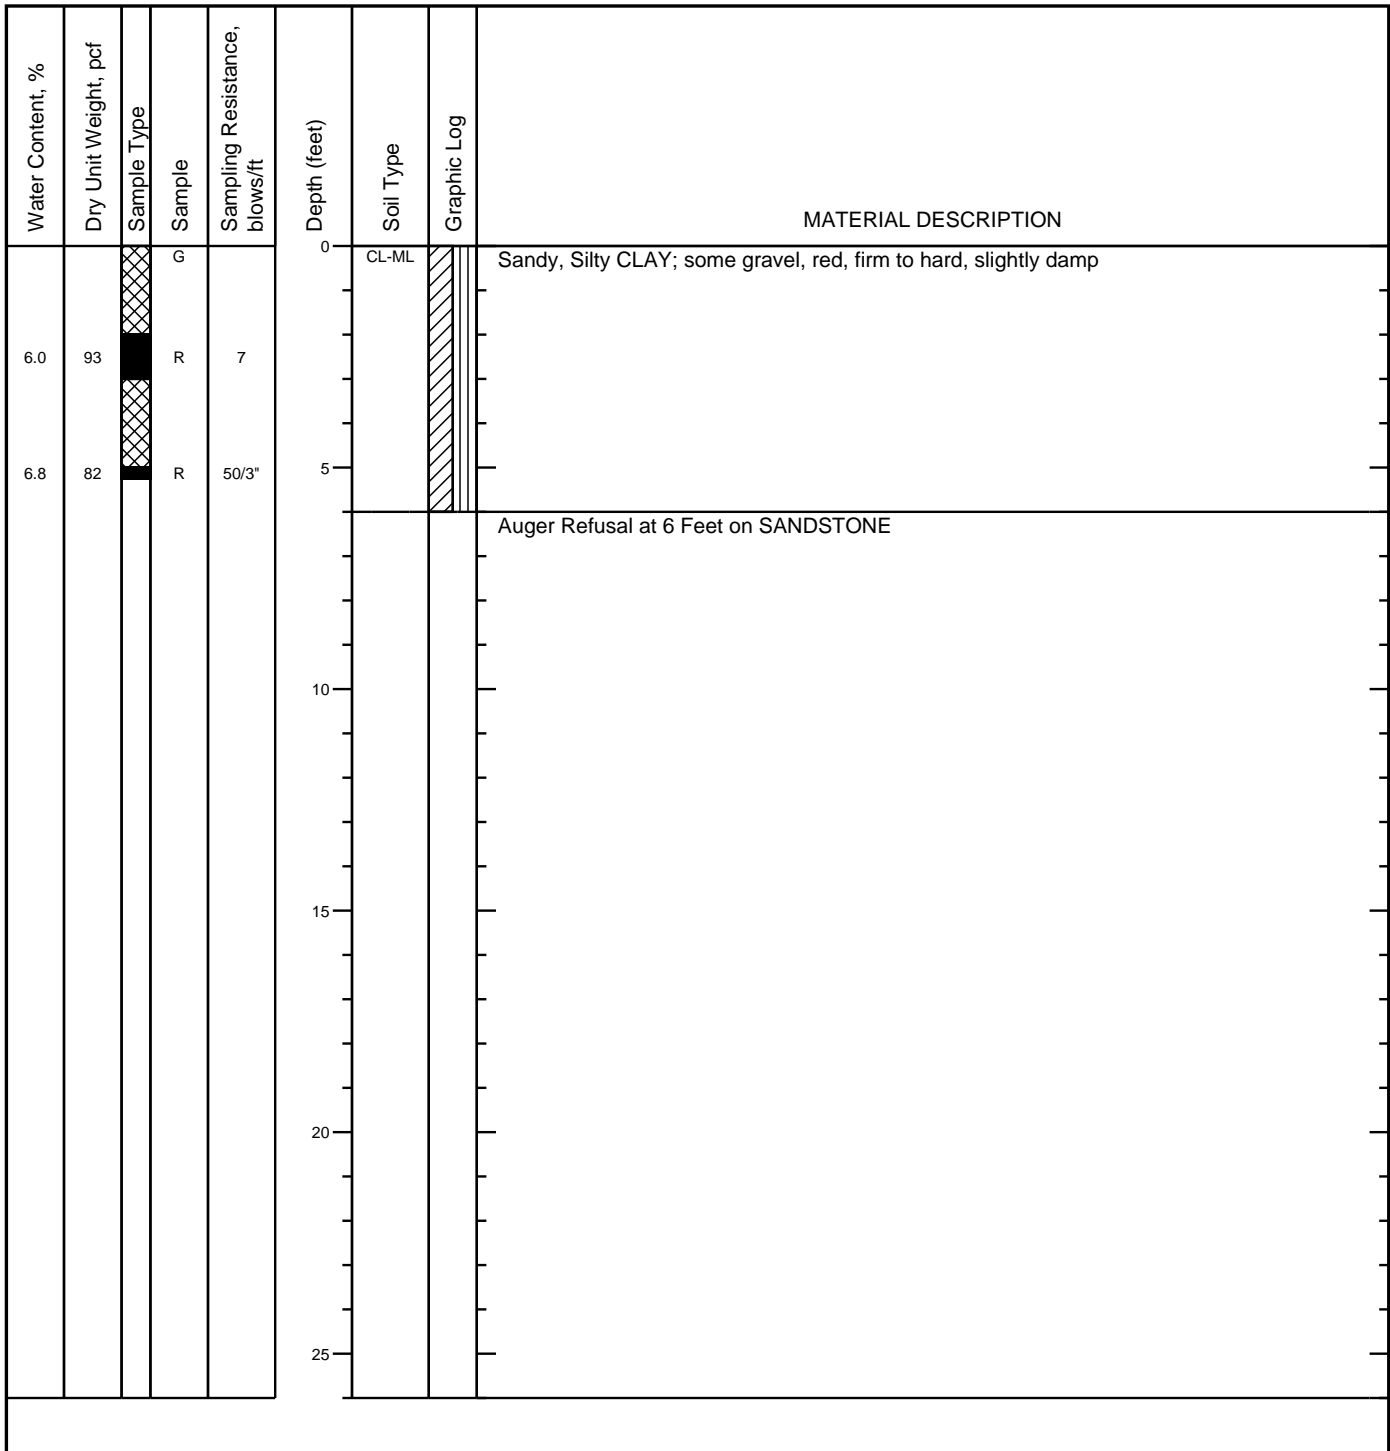 Water Content, %
Dry Unit Weight, pcf
Sample Type
Sample
Sampling Resistance,
blows/ft
Depth (feet)
Soil Type
Graphic Log
MATERIAL DESCRIPTION
0
G
CL-ML
Sandy, Silty CLAY; some gravel, red, firm to hard, slightly damp
6.0
93
R
7
6.8
82
R
50/3"
5
Auger Refusal at 6 Feet on SANDSTONE
10
15
20
25